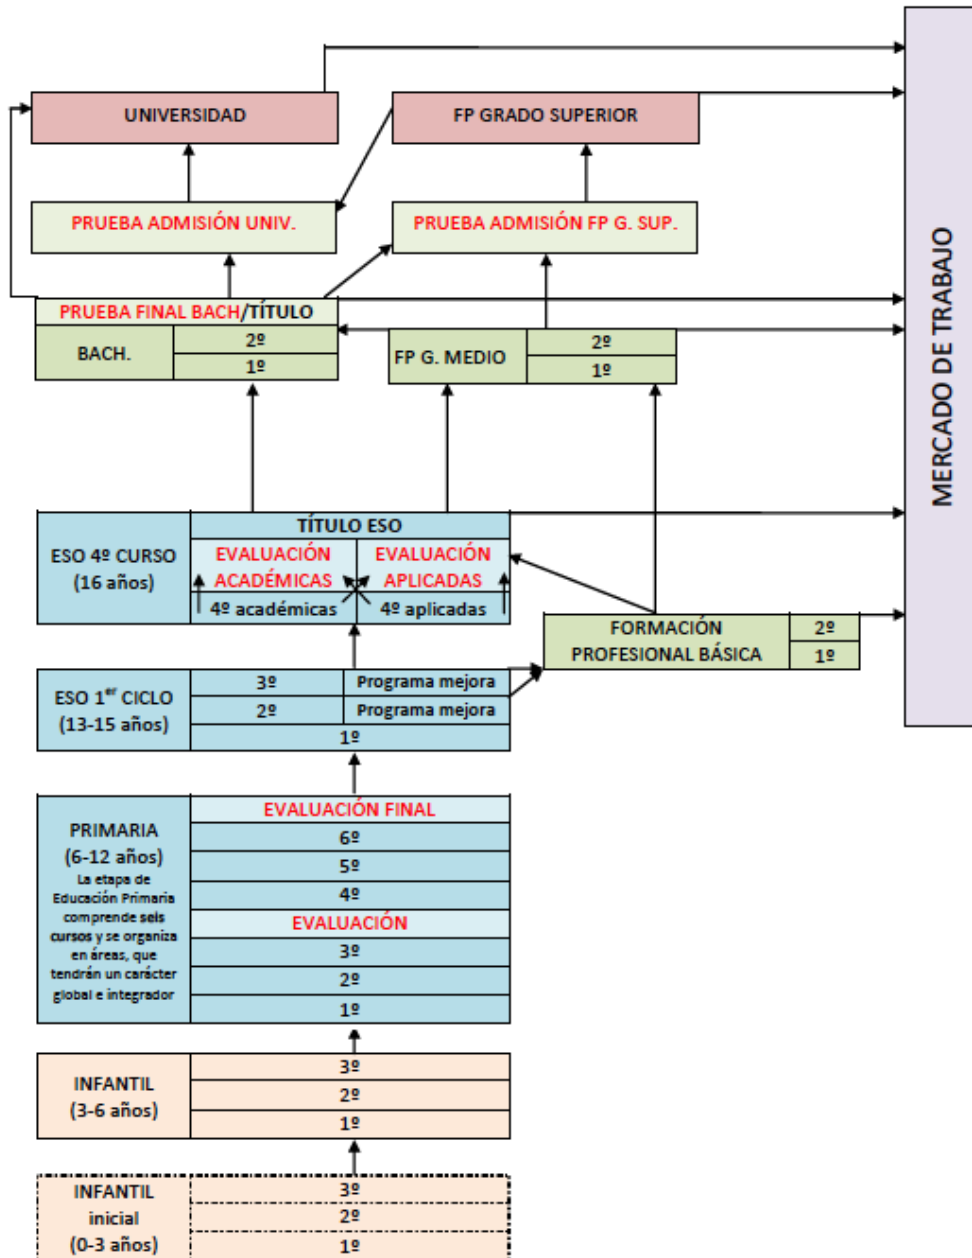 UNIVERSIDAD
FP GRADO SUPERIOR
PRUEBA ADMISIÓN UNIV.
PRUEBA ADMISIÓN FP G. SUP.
PRUEBA FINAL BACH/TÍTULO
BACH.
2º
1º
FP G. MEDIO
2º
1º
MERCADO DE TRABAJO
ESO 4º CURSO
(16 años)
TÍTULO ESO
EVALUACIÓN
ACADÉMICAS
EVALUACIÓN
APLICADAS
4º académicas
4º aplicadas
FORMACIÓN
PROFESIONAL BÁSICA
2º
1º
ESO 1er CICLO
(13-15 años)
3º
Programa mejora
2º
Programa mejora
1º
PRIMARIA
(6-12 años)
La etapa de
Educación Primaria
comprende seis
cursos y se organiza
en áreas, que
tendrán un carácter
global e integrador
EVALUACIÓN FINAL
6º
5º
4º
EVALUACIÓN
3º
2º
1º
INFANTIL
(3-6 años)
3º
2º
1º
INFANTIL
inicial
(0-3 años)
3º
2º
1º